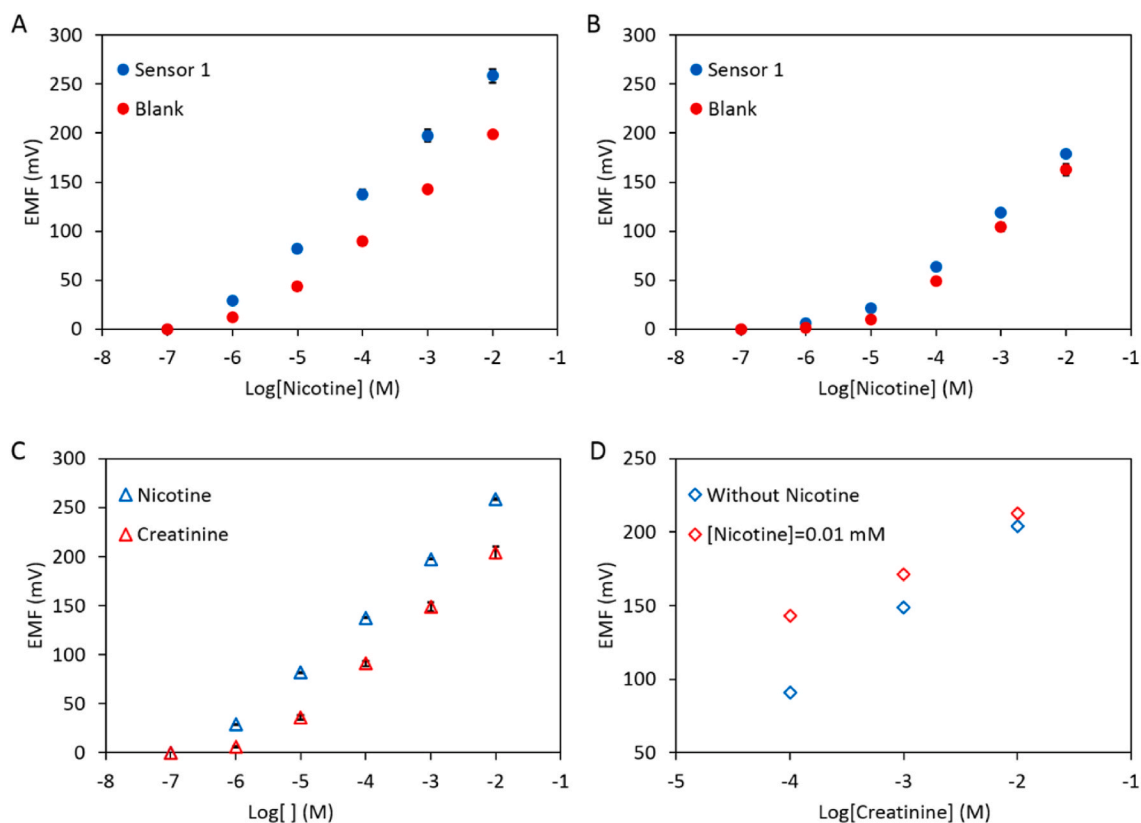 A
300
250
200
150
100
50
0
EMF (mV)
Sensor 1
Blank
-8 -7 -6 -5 -4 -3 -2 -1
Log[Nicotine] (M)
B
300
250
200
150
100
50
0
EMF (mV)
Sensor 1
Blank
-8 -7 -6 -5 -4 -3 -2 -1
Log[Nicotine] (M)
C
300
250
200
150
100
50
0
EMF (mV)
Nicotine
Creatinine
-8 -7 -6 -5 -4 -3 -2 -1
Log[ ] (M)
D
250
200
150
100
50
EMF (mV)
Without Nicotine
[Nicotine]=0.01 mM
-5 -4 -3 -2 -1
Log[Creatinine] (M)